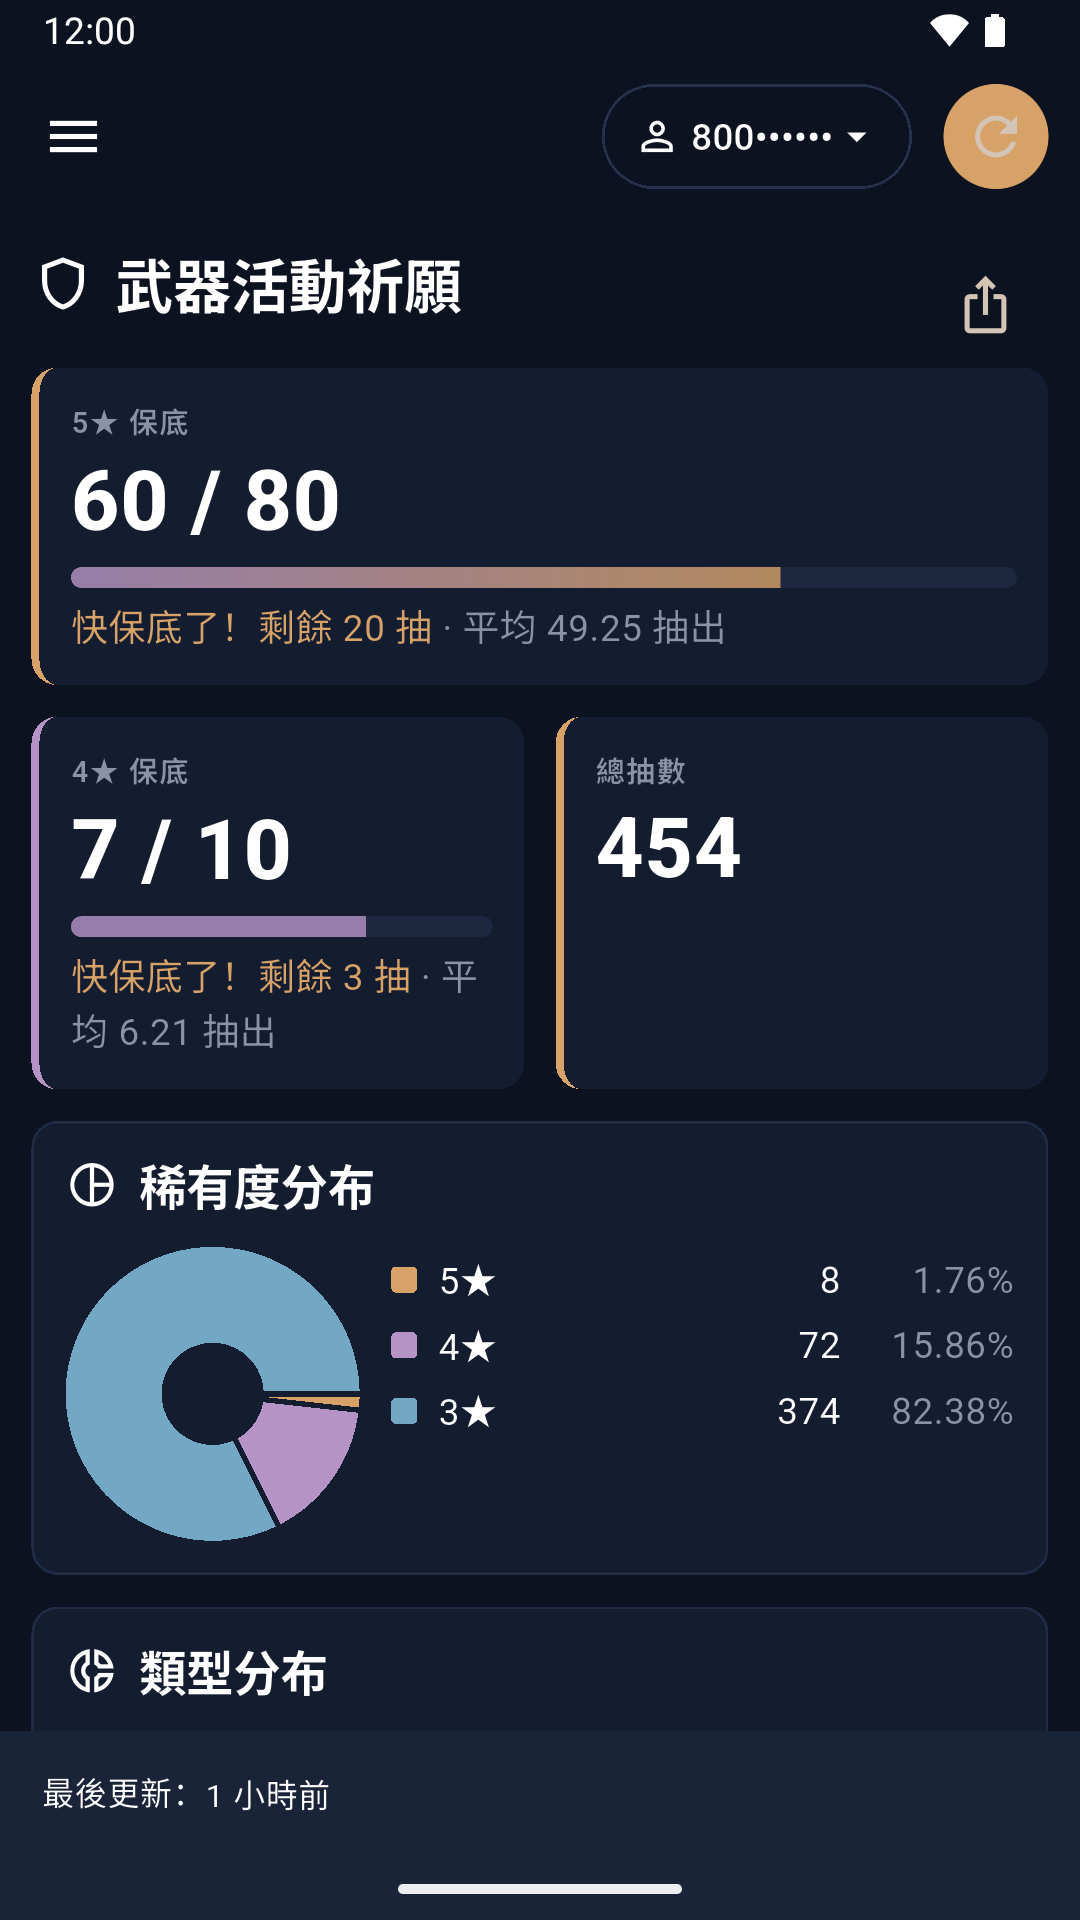 12:00
800••••••
武器活動祈願
5★ 保底
60 / 80
快保底了！剩餘 20 抽 · 平均 49.25 抽出
4★ 保底
7 / 10
快保底了！剩餘 3 抽 · 平
均 6.21 抽出
總抽數
454
稀有度分布
5★ 8 1.76%
4★ 72 15.86%
3★ 374 82.38%
類型分布
最後更新：1 小時前